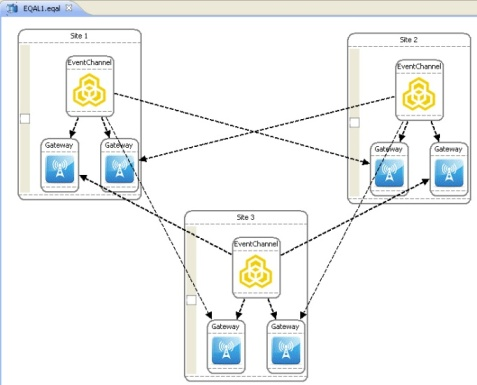 EQAL1.eqal
Site 1
EventChannel
Gateway
Gateway
Site 2
EventChannel
Gateway
Gateway
Site 3
EventChannel
Gateway
Gateway